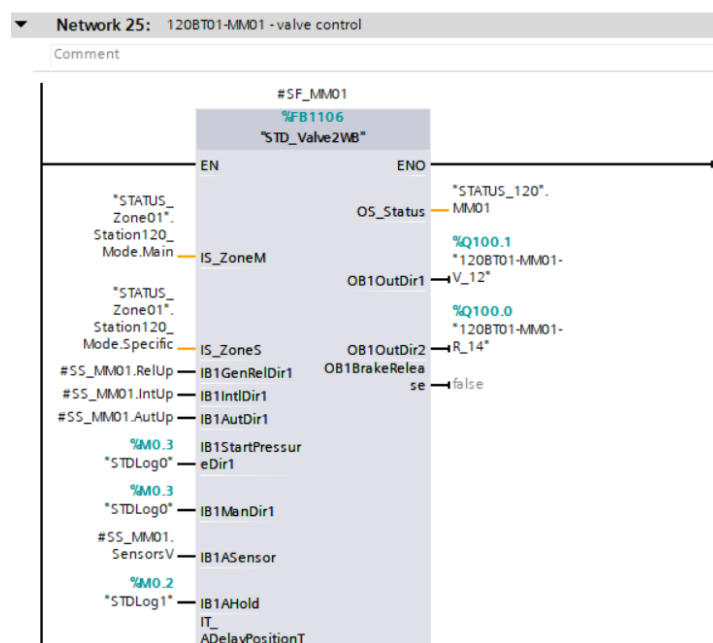 Network 25: 120BT01-MM01 - valve control
Comment
#SF_MM01
%FB1106
"STD_Valve2WB"
EN
ENO
"STATUS_
Zone01".
Station120_
Mode.Main
IS_ZoneM
OS_Status
"STATUS_120".
MM01
%Q100.1
"120BT01-MM01-
V_12"
OB1OutDir1
"STATUS_
Zone01".
Station120_
Mode.Specific
IS_ZoneS
%Q100.0
"120BT01-MM01-
R_14"
OB1OutDir2
#SS_MM01.RelUp
IB1GenRelDir1
OB1BrakeRelea
se
false
#SS_MM01.IntUp
IB1IntlDir1
#SS_MM01.AutUp
IB1AutDir1
%M0.3
"STDLog0"
IB1StartPressur
eDir1
%M0.3
"STDLog0"
IB1ManDir1
#SS_MM01.
SensorsV
IB1ASensor
%M0.2
"STDLog1"
IB1AHold
IT_
ADelayPositionT